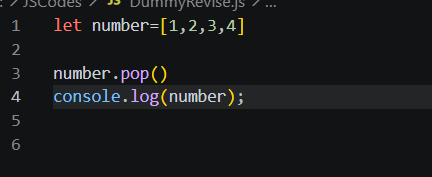 JSCodes > JS DummyRevise.js > ...
1 let number=[1,2,3,4]
2
3 number.pop()
4 console.log(number);
5
6